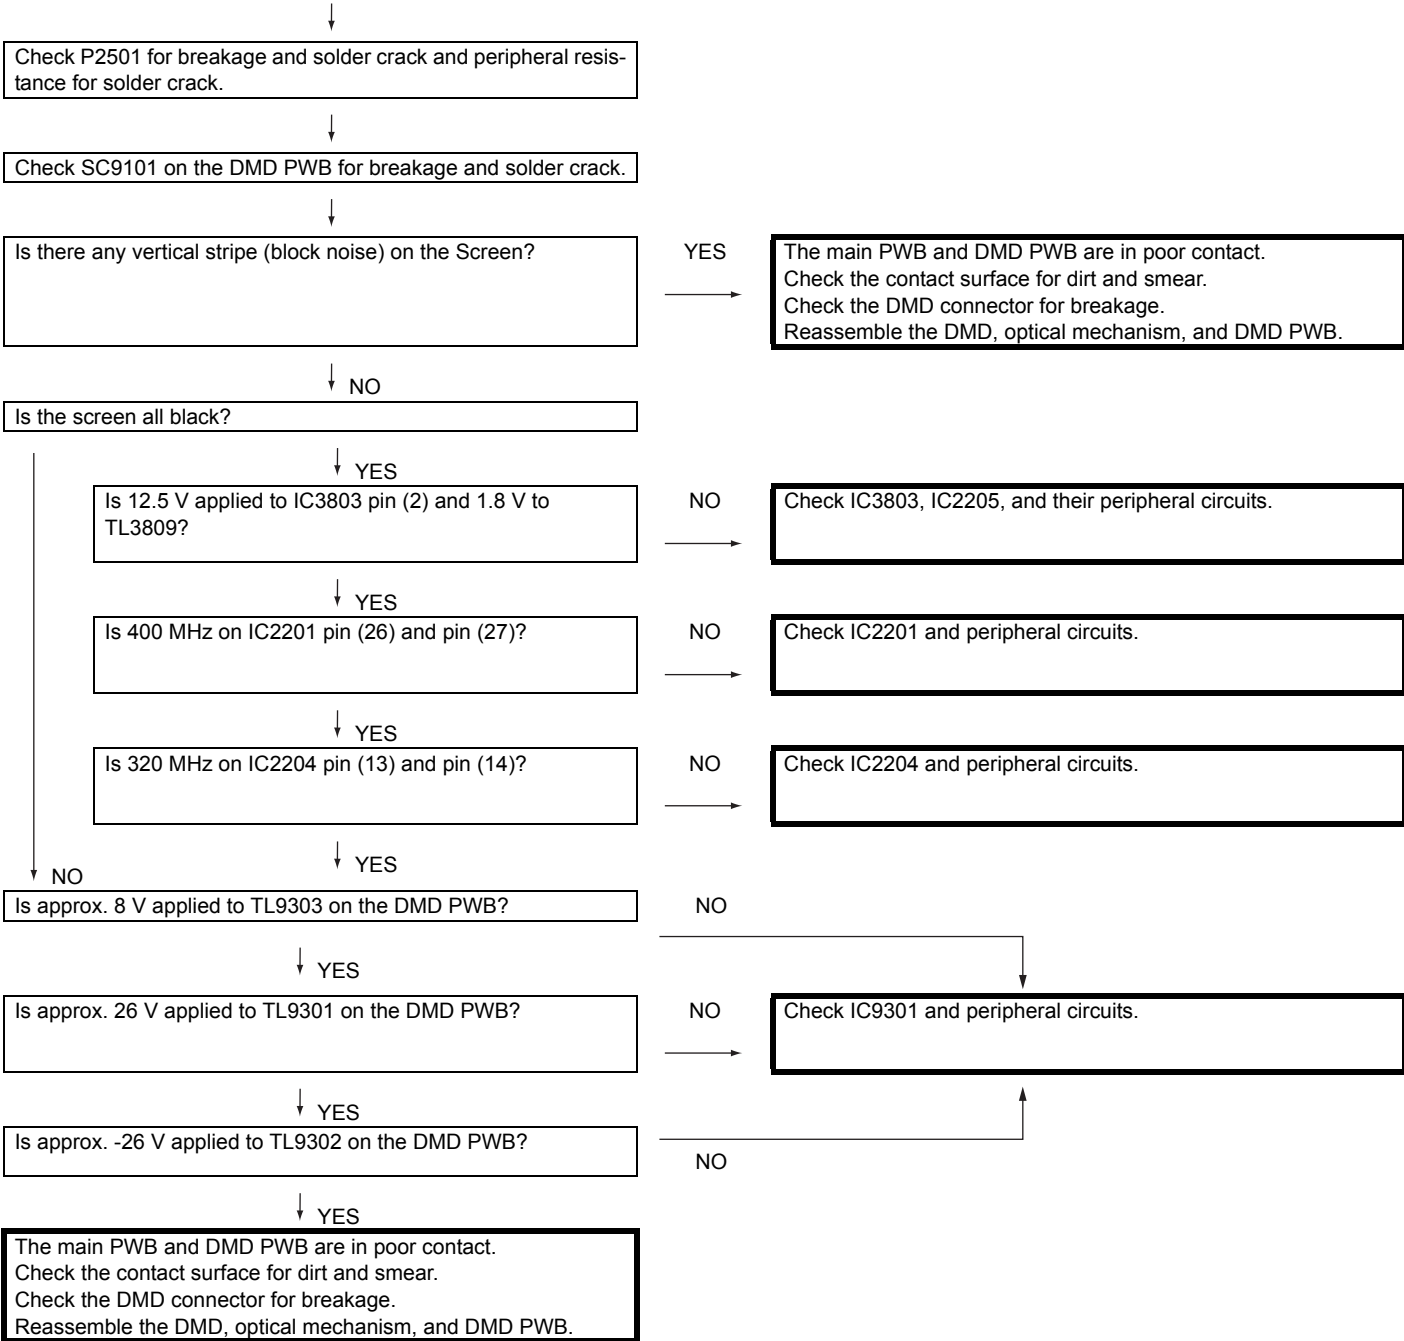 Check P2501 for breakage and solder crack and peripheral resis-
tance for solder crack.
Check SC9101 on the DMD PWB for breakage and solder crack.
Is there any vertical stripe (block noise) on the Screen?
YES
The main PWB and DMD PWB are in poor contact.
Check the contact surface for dirt and smear.
Check the DMD connector for breakage.
Reassemble the DMD, optical mechanism, and DMD PWB.
NO
Is the screen all black?
YES
Is 12.5 V applied to IC3803 pin (2) and 1.8 V to
TL3809?
NO
Check IC3803, IC2205, and their peripheral circuits.
YES
Is 400 MHz on IC2201 pin (26) and pin (27)?
NO
Check IC2201 and peripheral circuits.
YES
Is 320 MHz on IC2204 pin (13) and pin (14)?
NO
Check IC2204 and peripheral circuits.
YES
NO
Is approx. 8 V applied to TL9303 on the DMD PWB?
NO
YES
Is approx. 26 V applied to TL9301 on the DMD PWB?
NO
Check IC9301 and peripheral circuits.
YES
Is approx. -26 V applied to TL9302 on the DMD PWB?
NO
YES
The main PWB and DMD PWB are in poor contact.
Check the contact surface for dirt and smear.
Check the DMD connector for breakage.
Reassemble the DMD, optical mechanism, and DMD PWB.